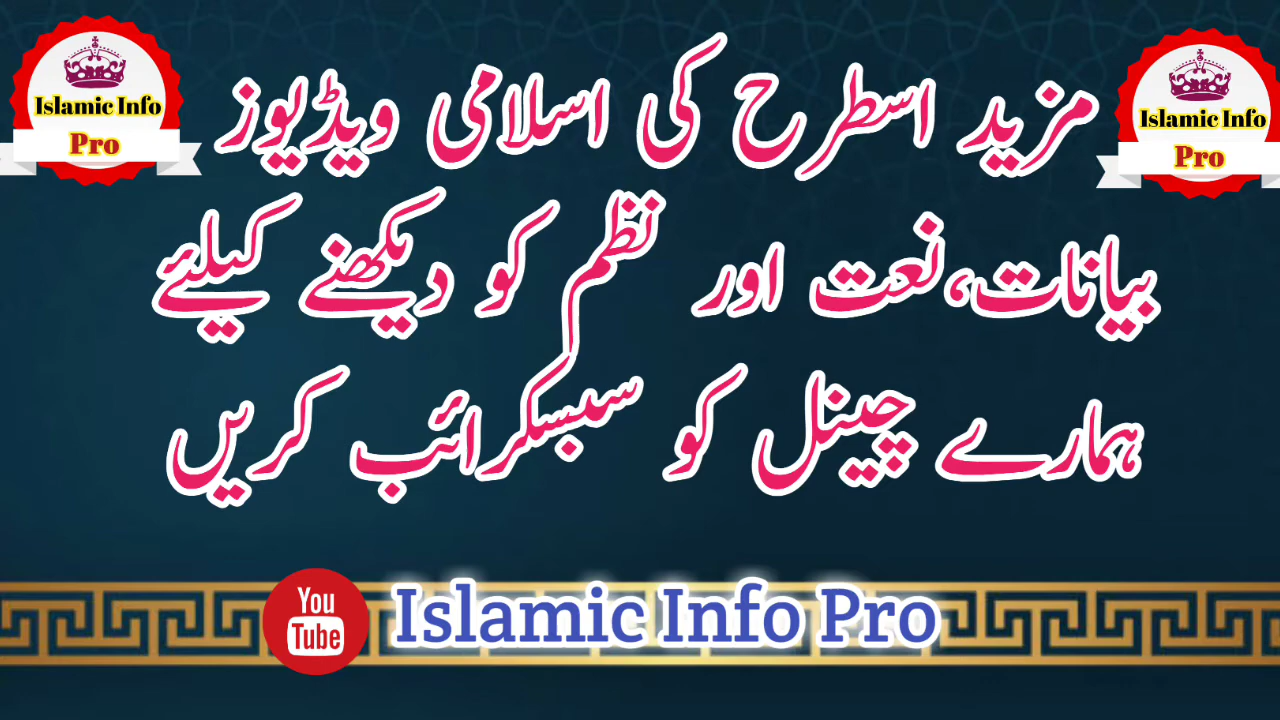 Islamic Info
Pro
Islamic Info
Pro
مزید اسطرح کی اسلامی ویڈیوز
بیانات،نعت اور نظم کو دیکھنے کیلئے
ہمارے چینل کو سبسکرائب کریں
You
Tube
Islamic Info Pro